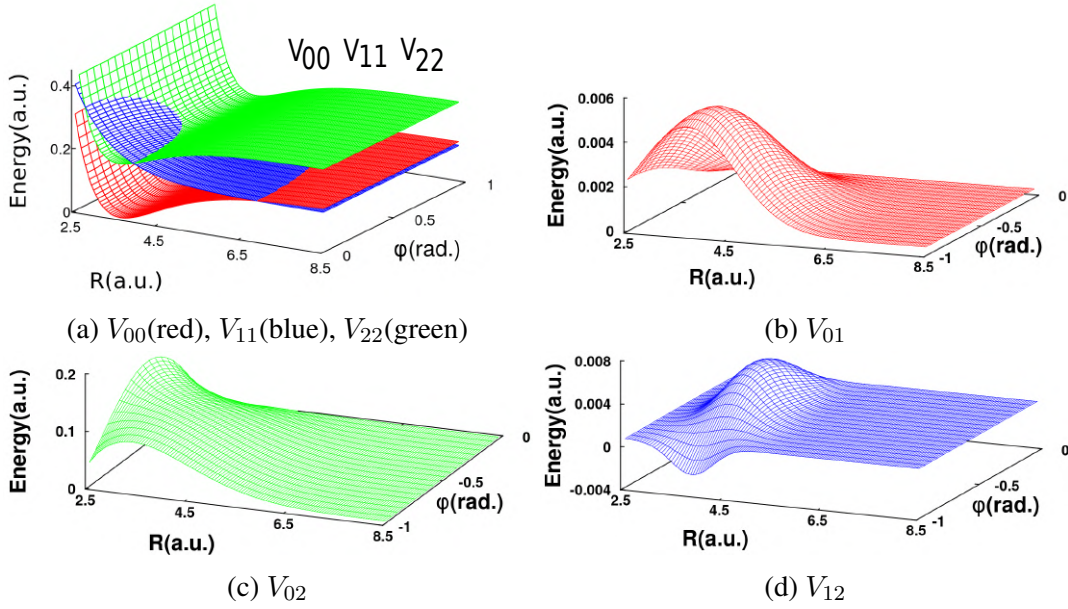 V00 V11 V22
Energy(a.u.)
0.4
0.2
0
2.5
4.5
6.5
8.5
R(a.u.)
0
0.5
1
φ(rad.)
(a) V00(red), V11(blue), V22(green)
0.006
0.004
0.002
0
Energy(a.u.)
2.5
4.5
6.5
8.5
R(a.u.)
-1
-0.5
0
φ(rad.)
(b) V01
0.2
0.1
0
Energy(a.u.)
2.5
4.5
6.5
8.5
R(a.u.)
-1
-0.5
0
φ(rad.)
(c) V02
0.008
0.004
0
-0.004
Energy(a.u.)
2.5
4.5
6.5
8.5
R(a.u.)
-1
-0.5
0
φ(rad.)
(d) V12